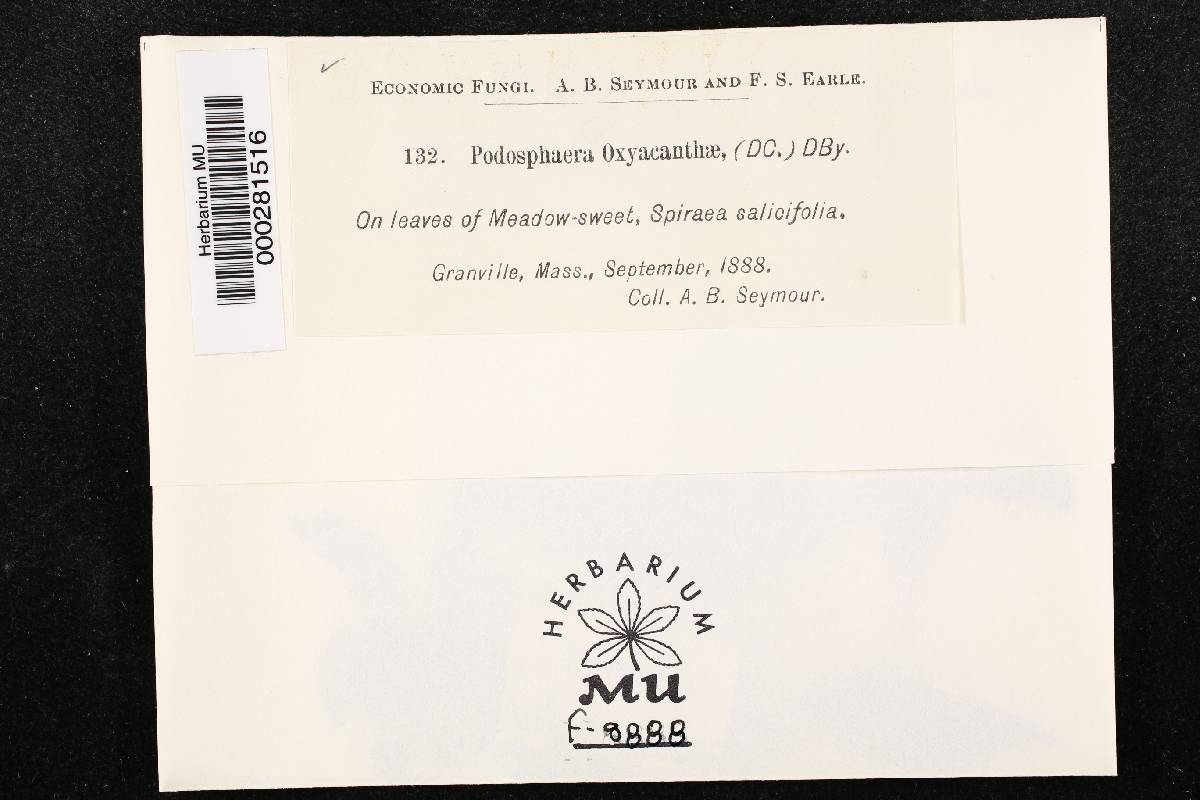 ECONOMIC FUNGI. A. B. SEYMOUR AND F. S. EARLE.
132. Podosphaera Oxyacanthæ, (DC.) DBy.
On leaves of Meadow-sweet, Spiraea salicifolia.
Granville, Mass., September, 1888.
Coll. A. B. Seymour.
Herbarium MU
000281516
HERBARIUM
MU
F-8888